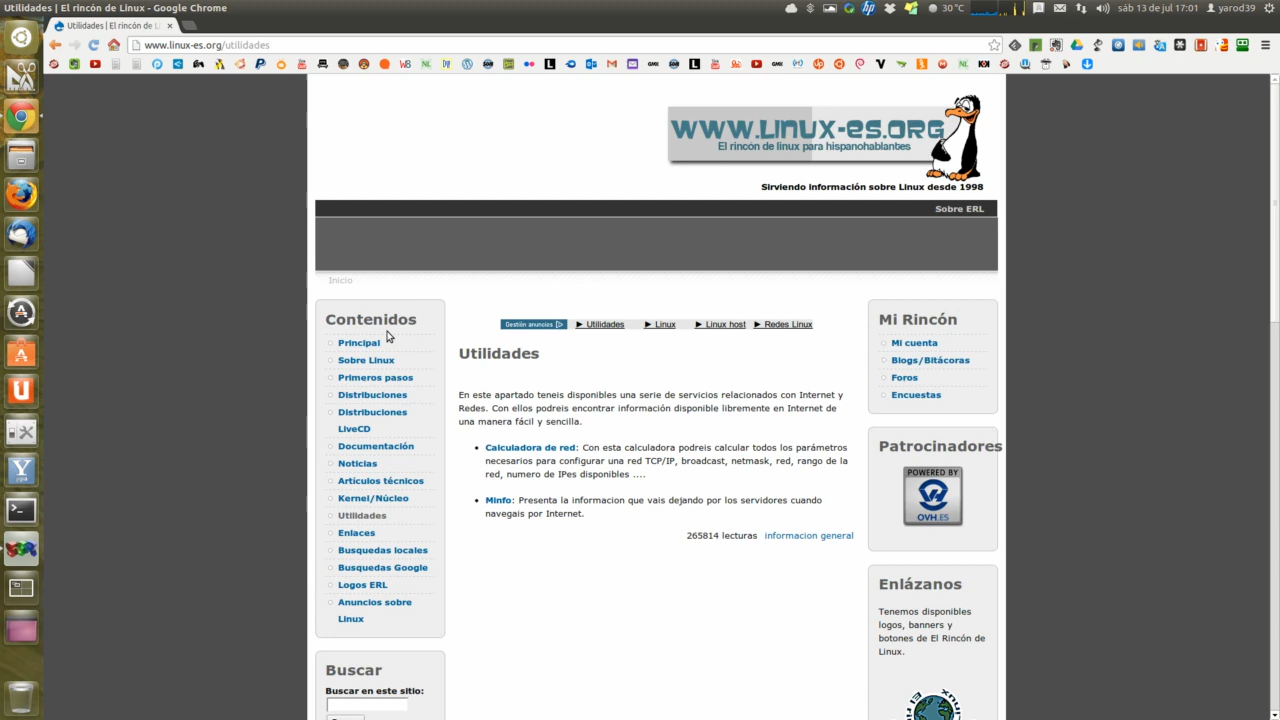 Utilidades | El rincón de Linux - Google Chrome
30 °C
sáb 13 de jul 17:01
yarod39
Utilidades | El rincón de Li
www.linux-es.org/utilidades
WWW.LINUX-ES.ORG
El rincón de linux para hispanohablantes
Sirviendo información sobre Linux desde 1998
Sobre ERL
Inicio
Contenidos
Principal
Sobre Linux
Primeros pasos
Distribuciones
Distribuciones
LiveCD
Documentación
Noticias
Artículos técnicos
Kernel/Núcleo
Utilidades
Enlaces
Busquedas locales
Busquedas Google
Logos ERL
Anuncios sobre
Linux
Buscar
Buscar en este sitio:
Gestión anuncios
► Utilidades
► Linux
► Linux host
► Redes Linux
Utilidades
En este apartado teneis disponibles una serie de servicios relacionados con Internet y
Redes. Con ellos podreis encontrar información disponible libremente en Internet de
una manera fácil y sencilla.
Calculadora de red: Con esta calculadora podreis calcular todos los parámetros
necesarios para configurar una red TCP/IP, broadcast, netmask, red, rango de la
red, numero de IPes disponibles ....
Minfo: Presenta la informacion que vais dejando por los servidores cuando
navegais por Internet.
265814 lecturas informacion general
Mi Rincón
Mi cuenta
Blogs/Bitácoras
Foros
Encuestas
Patrocinadores
POWERED BY
OVH.ES
Enlázanos
Tenemos disponibles
logos, banners y
botones de El Rincón de
Linux.